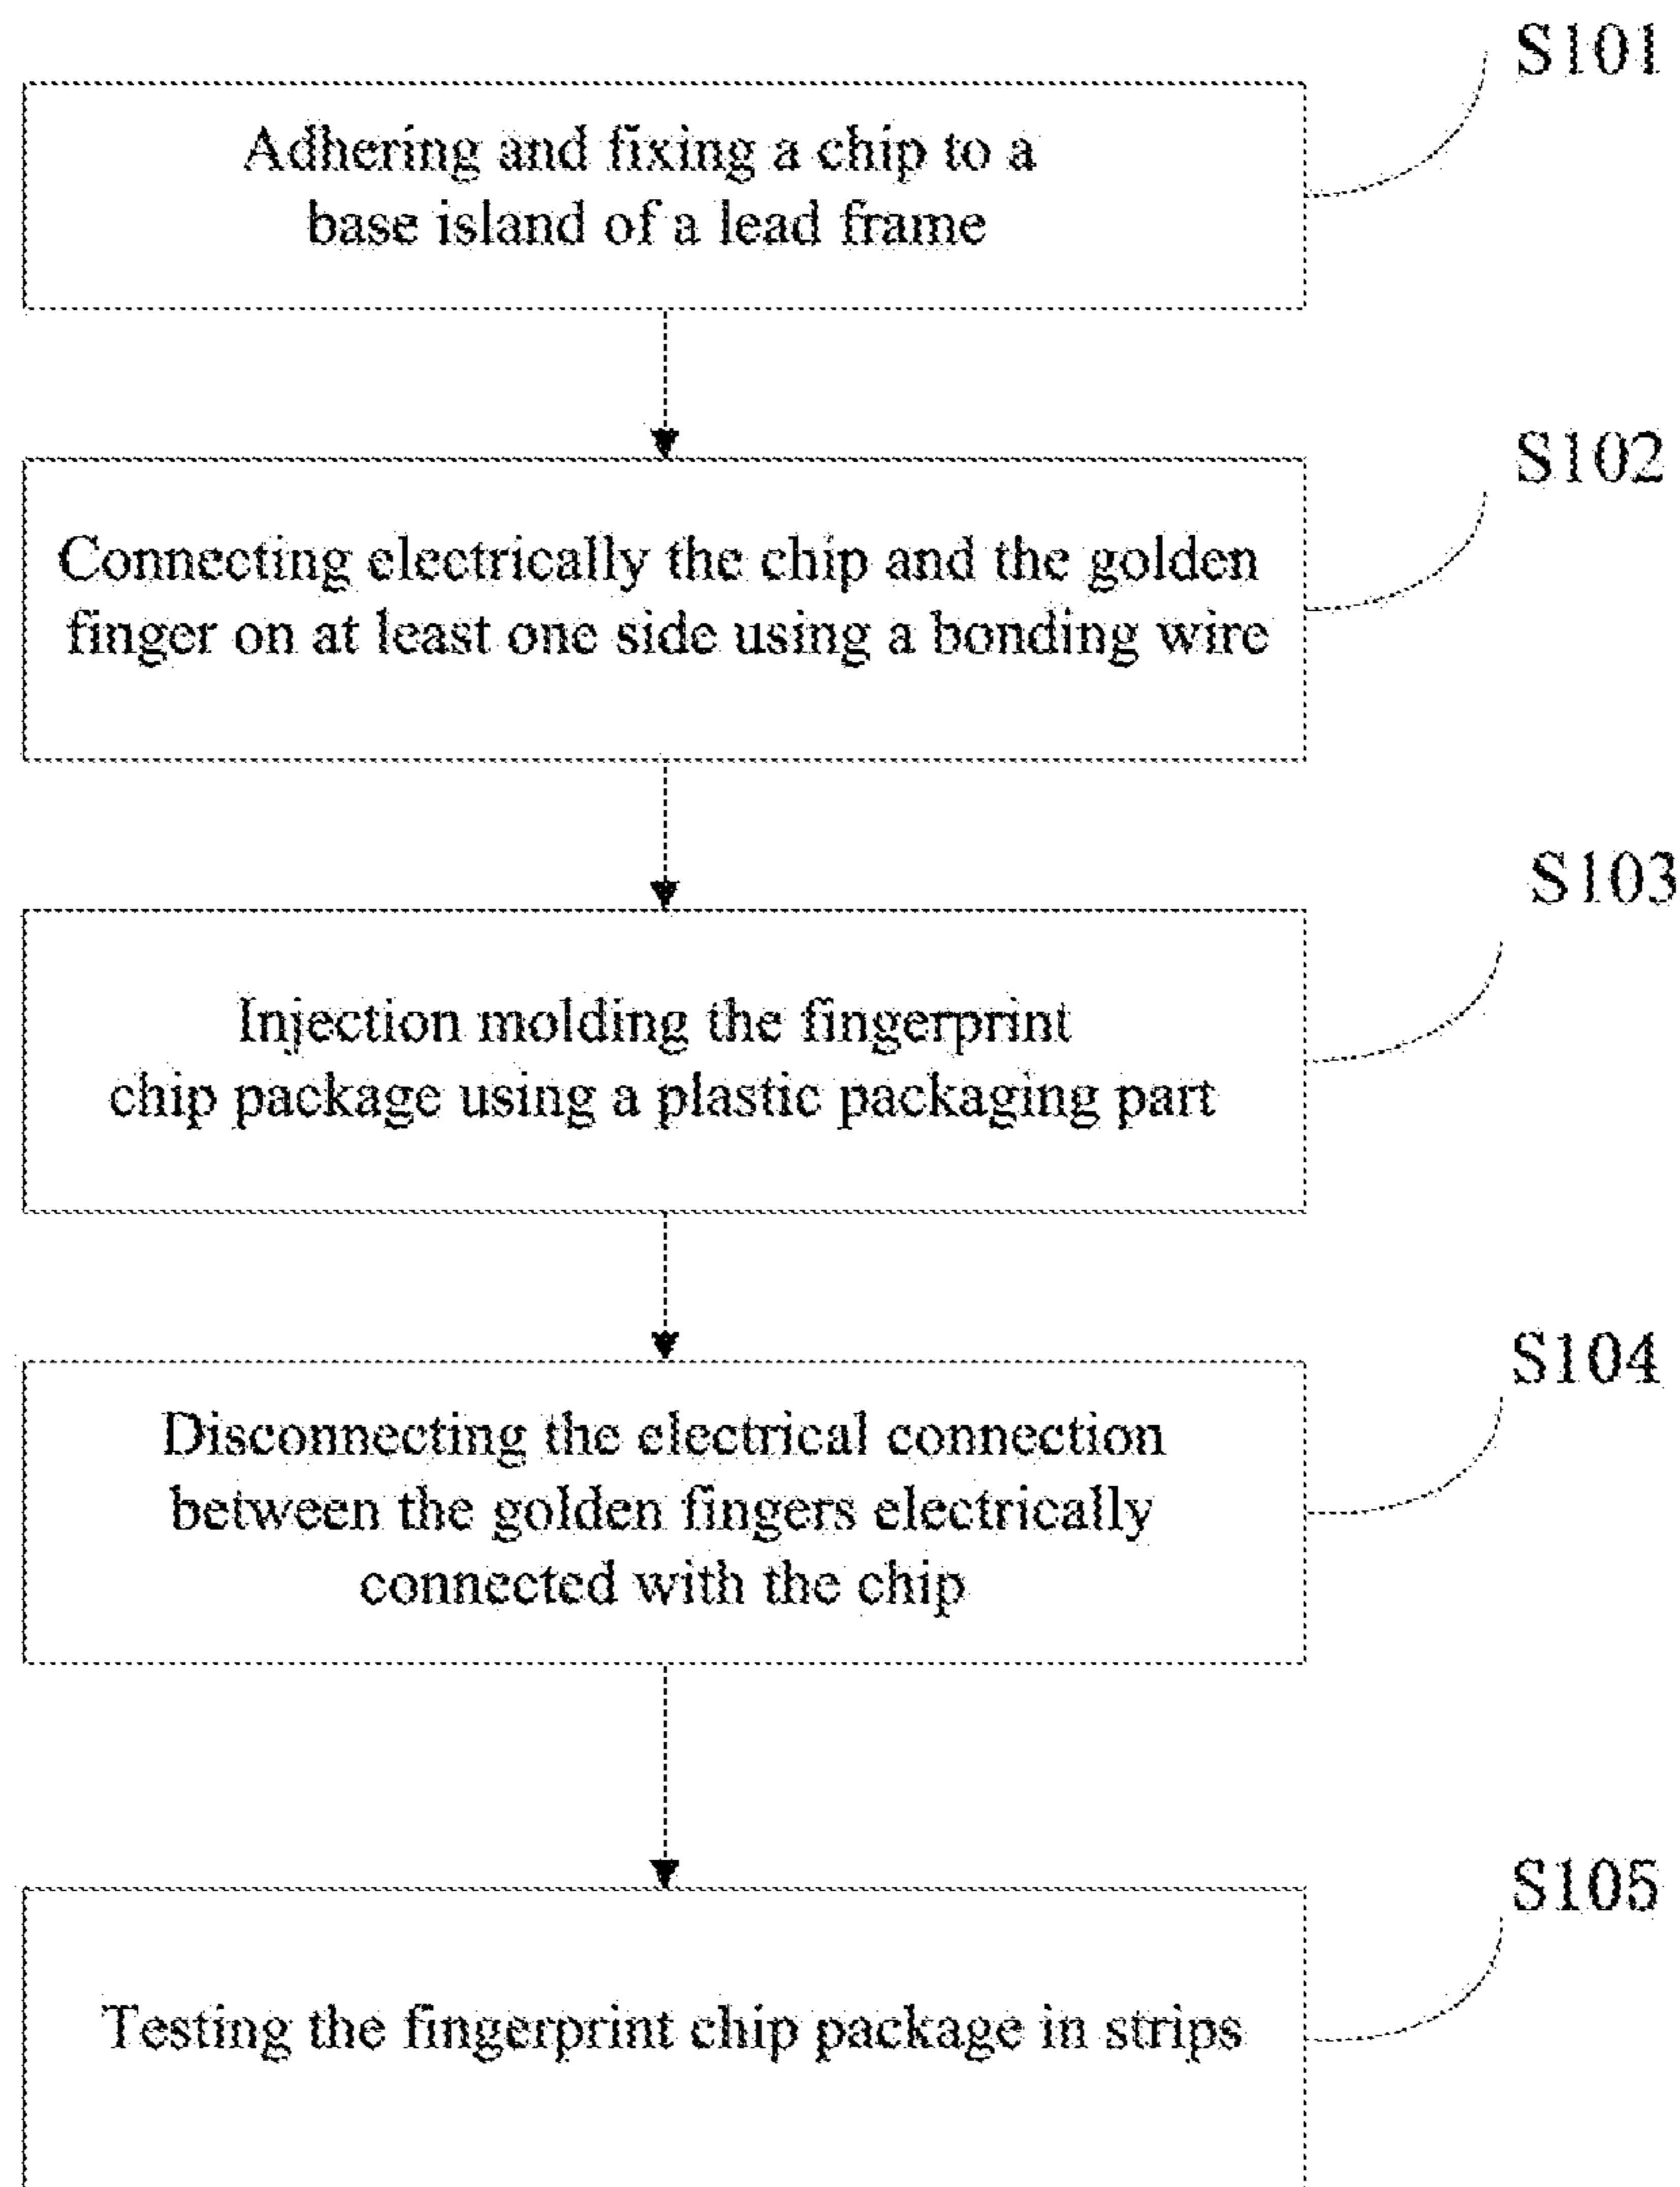 S101
Adhering and fixing a chip to a
base island of a lead frame
S102
Connecting electrically the chip and the golden
finger on at least one side using a bonding wire
S103
Injection molding the fingerprint
chip package using a plastic packaging part
S104
Disconnecting the electrical connection
between the golden fingers electrically
connected with the chip
S105
Testing the fingerprint chip package in strips